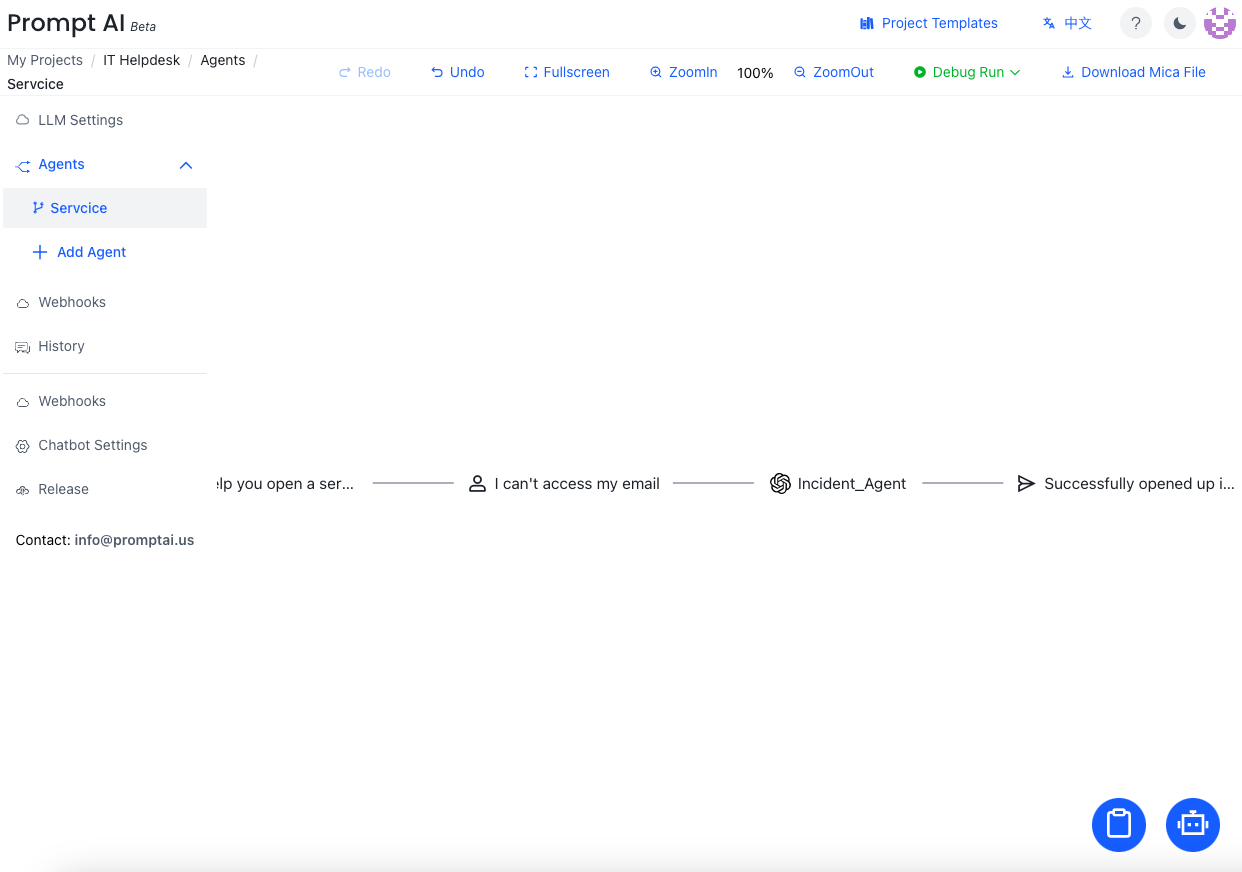 Prompt AI Beta
Project Templates
中文
?
My Projects / IT Helpdesk / Agents /
Servcice
Redo
Undo
Fullscreen
ZoomIn
100%
ZoomOut
Debug Run
Download Mica File
LLM Settings
Agents
Servcice
Add Agent
Webhooks
History
Webhooks
Chatbot Settings
Release
Contact: info@promptai.us
elp you open a ser...
I can't access my email
Incident_Agent
Successfully opened up i...